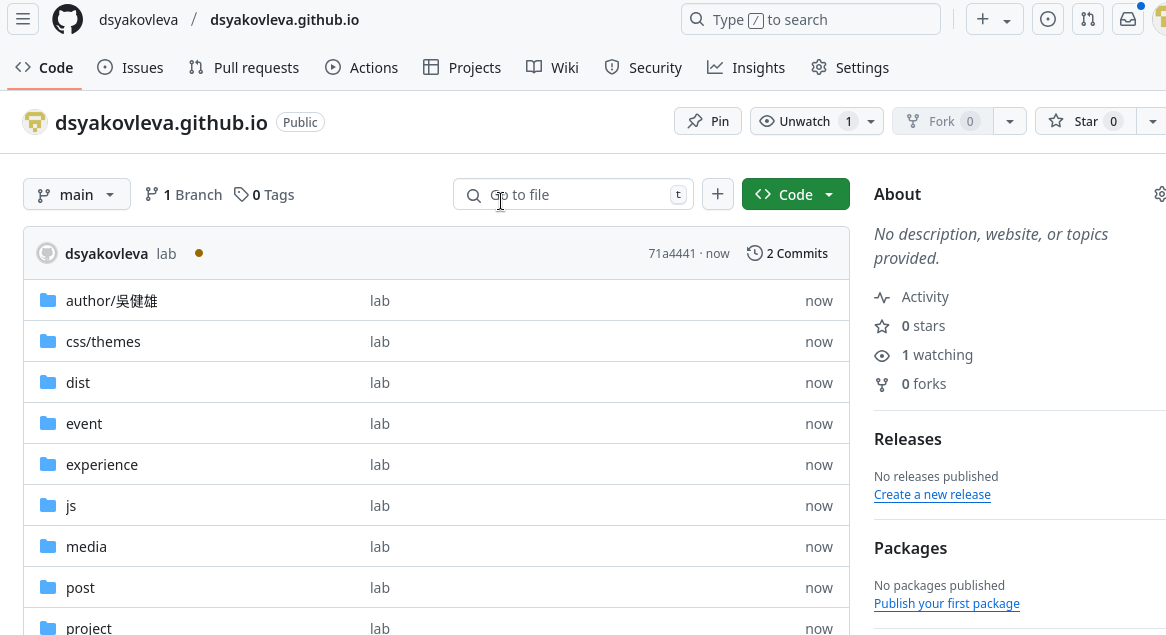 dsyakovleva / dsyakovleva.github.io Type / to search
Code Issues Pull requests Actions Projects Wiki Security Insights Settings
dsyakovleva.github.io Public Pin Unwatch 1 Fork 0 Star 0
main 1 Branch 0 Tags Go to file t Code
dsyakovleva lab 71a4441 · now 2 Commits
author/吳健雄 lab now
css/themes lab now
dist lab now
event lab now
experience lab now
js lab now
media lab now
post lab now
project lab now
About
No description, website, or topics
provided.
Activity
0 stars
1 watching
0 forks
Releases
No releases published
Create a new release
Packages
No packages published
Publish your first package